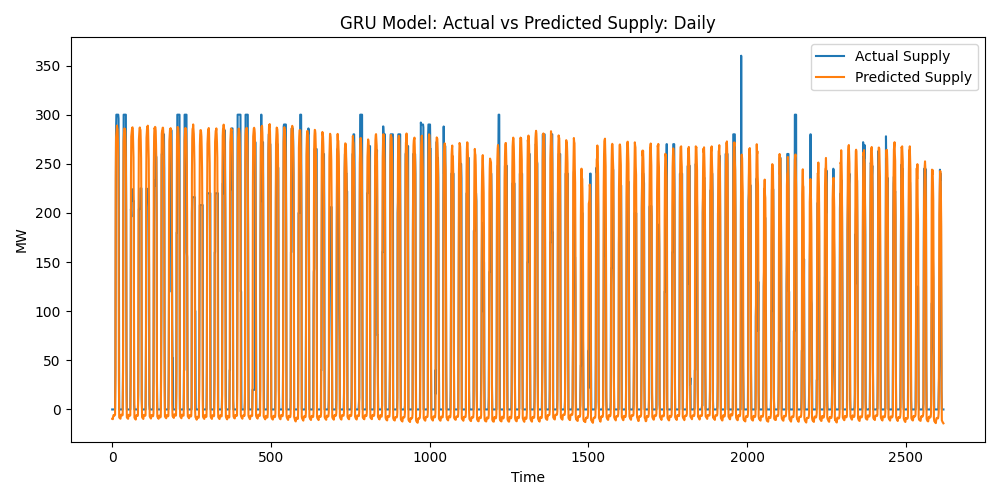 GRU Model: Actual vs Predicted Supply: Daily
Actual Supply
Predicted Supply
MW
350
300
250
200
150
100
50
0
0
500
1000
1500
2000
2500
Time